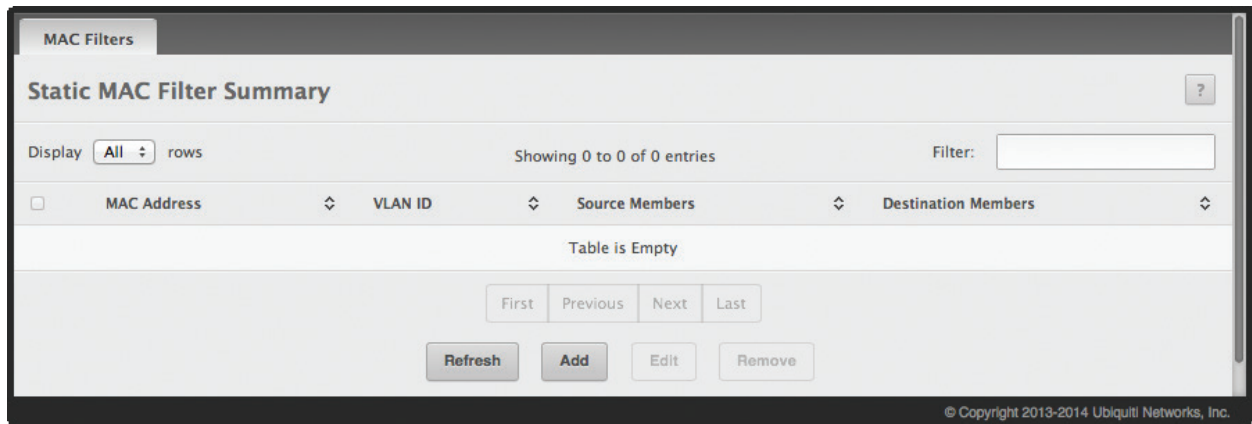 MAC Filters
Static MAC Filter Summary
?
Display All rows Showing 0 to 0 of 0 entries Filter:
MAC Address VLAN ID Source Members Destination Members
Table is Empty
First Previous Next Last
Refresh Add Edit Remove
© Copyright 2013-2014 Ubiquiti Networks, Inc.